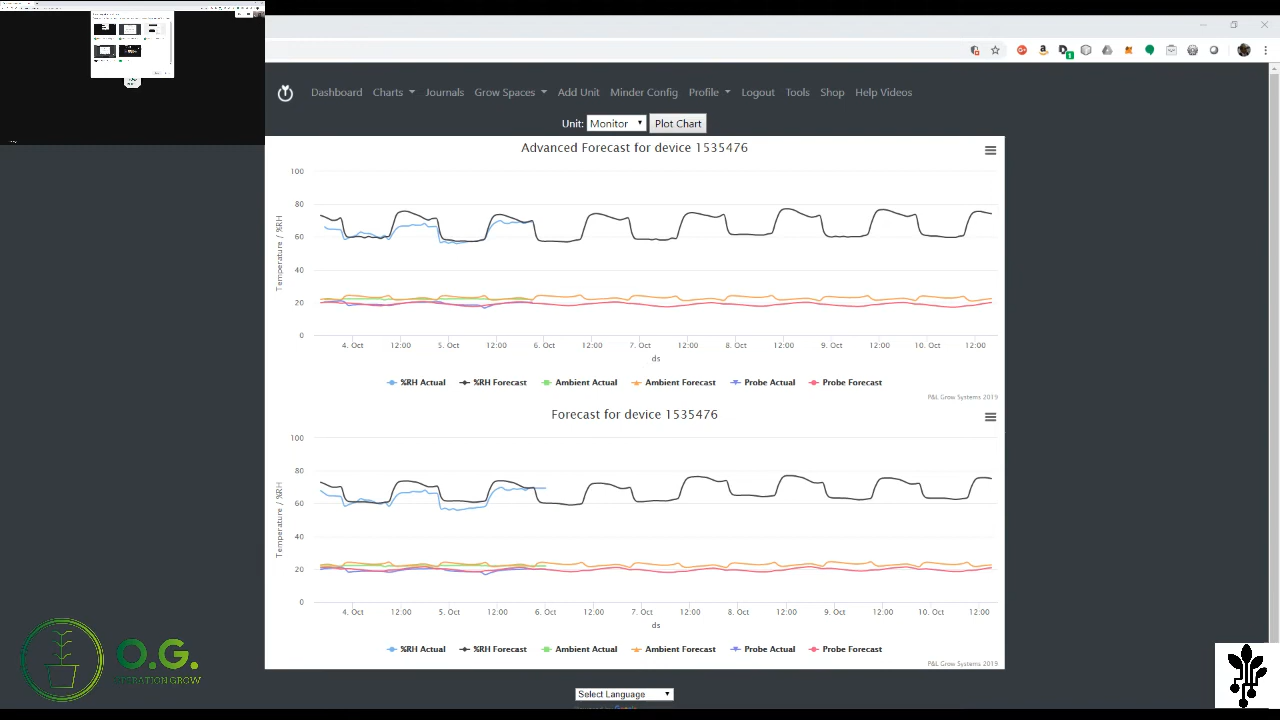 Dashboard Charts Journals Grow Spaces Add Unit Minder Config Profile Logout Tools Shop Help Videos
Unit: Monitor Plot Chart
Advanced Forecast for device 1535476
100
80
60
40
20
0
Temperature / %RH
4. Oct 12:00 5. Oct 12:00 6. Oct 12:00 7. Oct 12:00 8. Oct 12:00 9. Oct 12:00 10. Oct 12:00
ds
%RH Actual %RH Forecast Ambient Actual Ambient Forecast Probe Actual Probe Forecast
P&L Grow Systems 2019
Forecast for device 1535476
100
80
60
40
20
0
Temperature / %RH
4. Oct 12:00 5. Oct 12:00 6. Oct 12:00 7. Oct 12:00 8. Oct 12:00 9. Oct 12:00 10. Oct 12:00
ds
%RH Actual %RH Forecast Ambient Actual Ambient Forecast Probe Actual Probe Forecast
P&L Grow Systems 2019
Select Language
O.G.
GROW